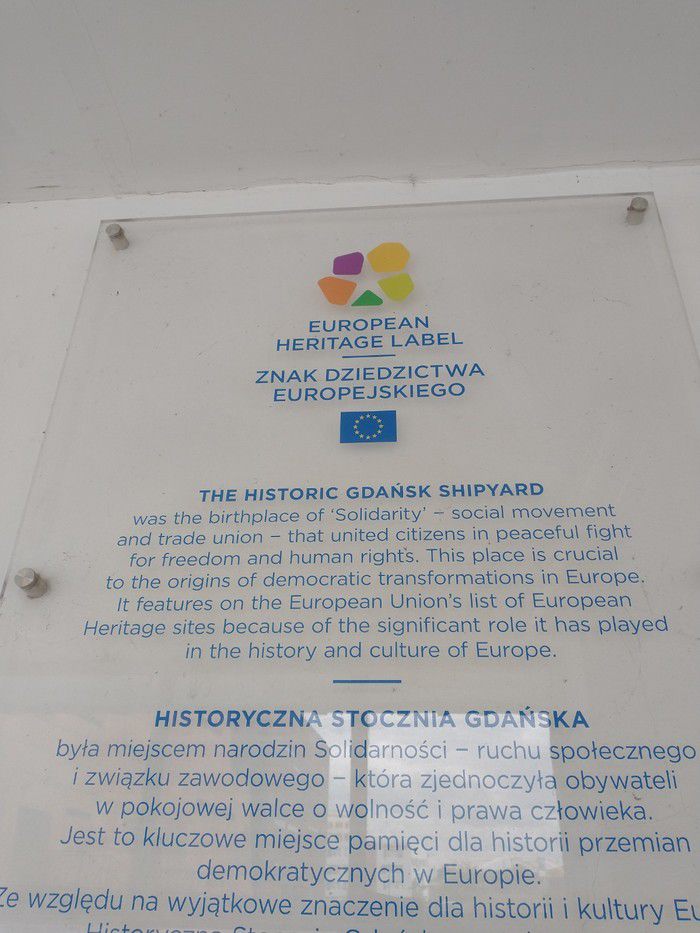 EUROPEAN
HERITAGE LABEL
ZNAK DZIEDZICTWA
EUROPEJSKIEGO
THE HISTORIC GDAŃSK SHIPYARD
was the birthplace of ‘Solidarity’ – social movement
and trade union – that united citizens in peaceful fight
for freedom and human rights. This place is crucial
to the origins of democratic transformations in Europe.
It features on the European Union’s list of European
Heritage sites because of the significant role it has played
in the history and culture of Europe.
HISTORYCZNA STOCZNIA GDAŃSKA
była miejscem narodzin Solidarności – ruchu społecznego
i związku zawodowego – która zjednoczyła obywateli
w pokojowej walce o wolność i prawa człowieka.
Jest to kluczowe miejsce pamięci dla historii przemian
demokratycznych w Europie.
Ze względu na wyjątkowe znaczenie dla historii i kultury Eu